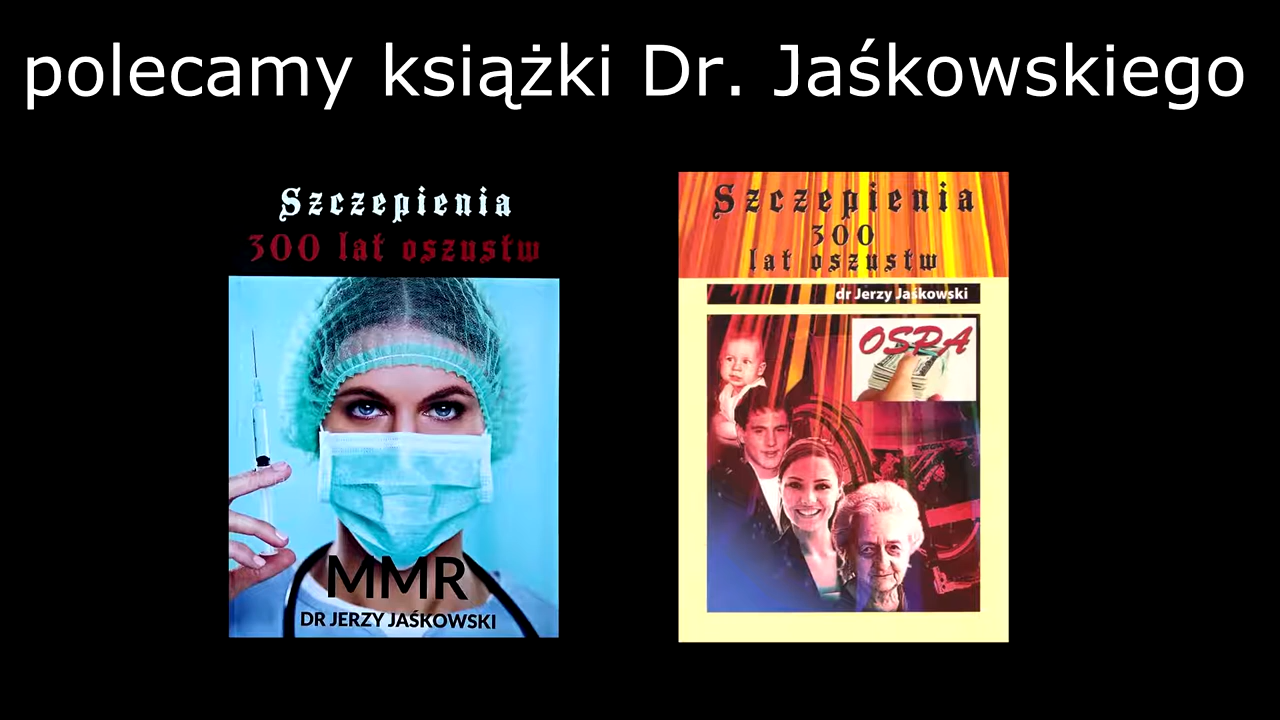 polecamy książki Dr. Jaśkowskiego
Szczepienia
300 lat oszustw
MMR
DR JERZY JAŚKOWSKI
Szczepienia
300
lat oszustw
dr Jerzy Jaśkowski
OSPA